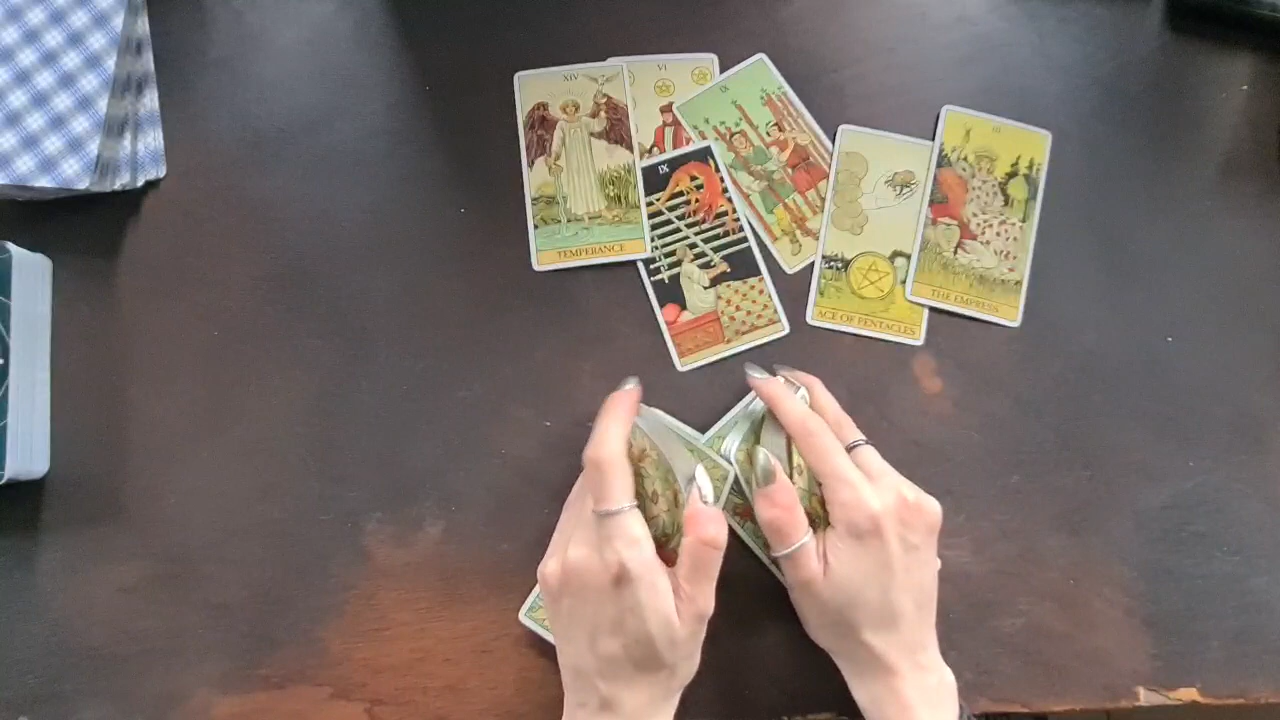 XIV
TEMPERANCE
VI
IX
IX
ACE OF PENTACLES
III
THE EMPRESS